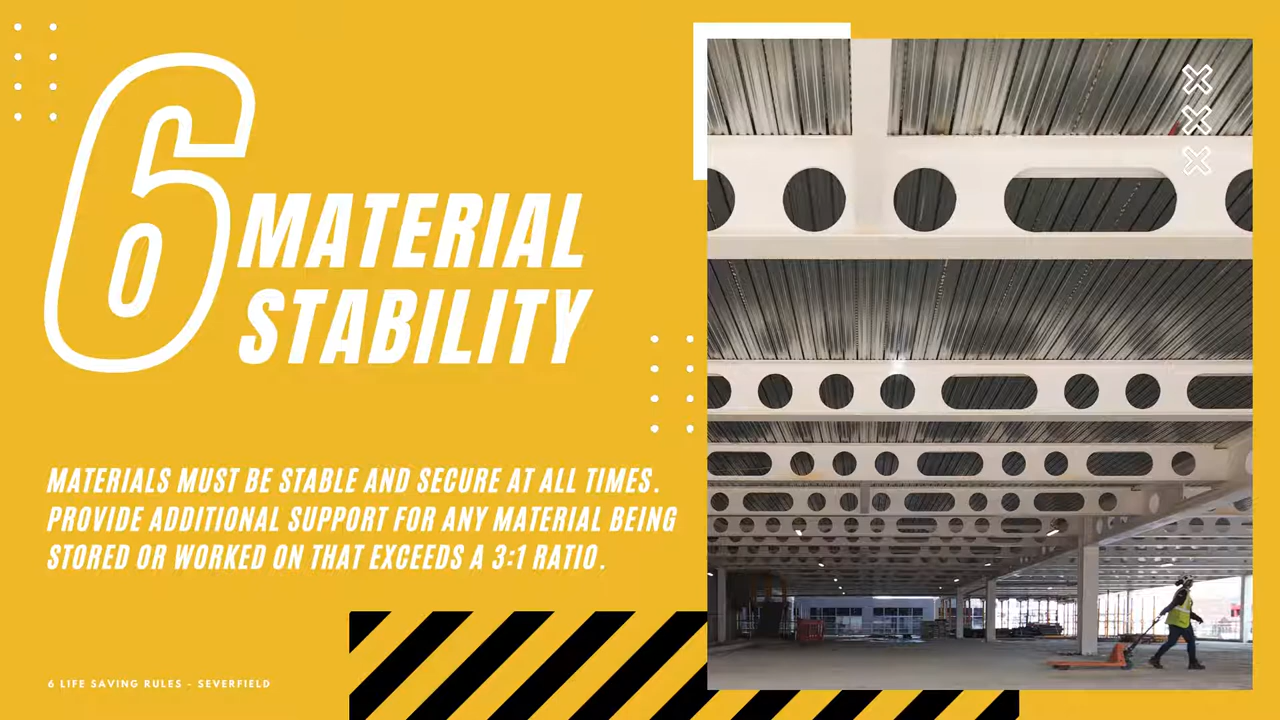 6
MATERIAL
STABILITY
MATERIALS MUST BE STABLE AND SECURE AT ALL TIMES.
PROVIDE ADDITIONAL SUPPORT FOR ANY MATERIAL BEING
STORED OR WORKED ON THAT EXCEEDS A 3:1 RATIO.
6 LIFE SAVING RULES - SEVERFIELD